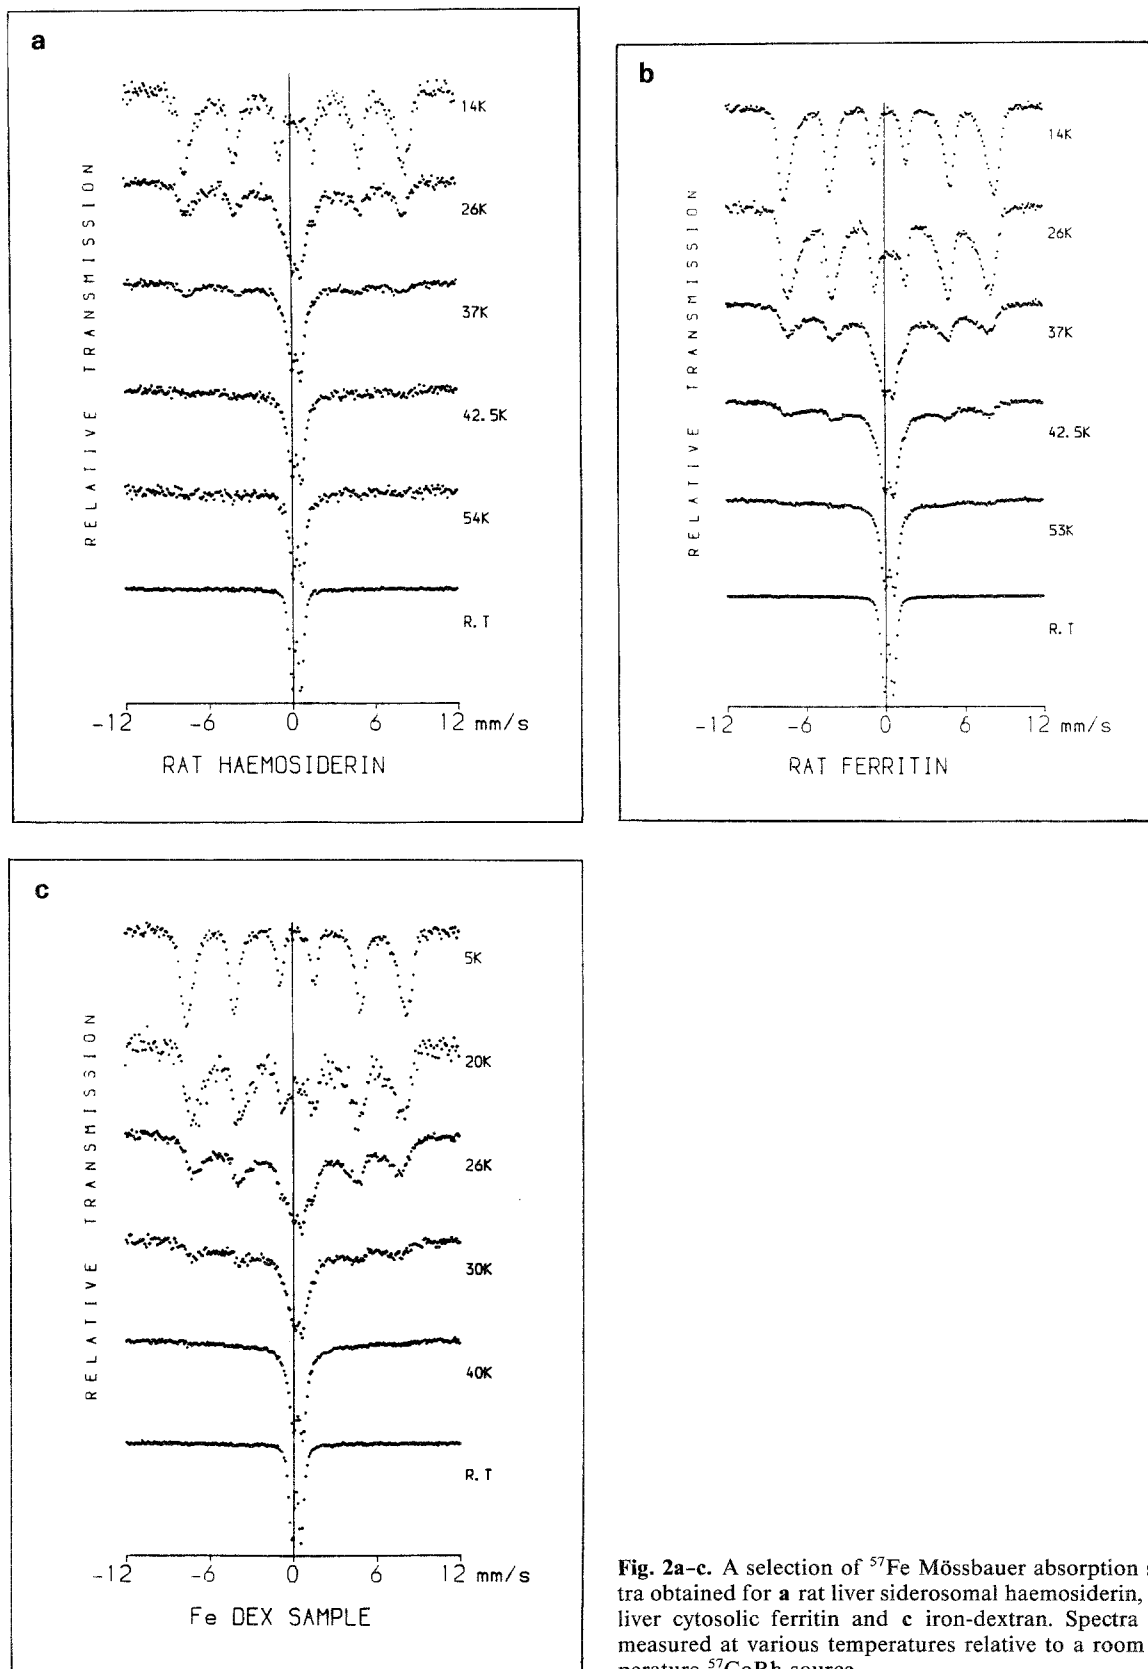 a
RELATIVE TRANSMISSION
14K
26K
37K
42.5K
54K
R.T
-12 -6 0 6 12 mm/s
RAT HAEMOSIDERIN
b
RELATIVE TRANSMISSION
14K
26K
37K
42.5K
53K
R.T
-12 -6 0 6 12 mm/s
RAT FERRITIN
c
RELATIVE TRANSMISSION
5K
20K
26K
30K
40K
R.T
-12 -6 0 6 12 mm/s
Fe DEX SAMPLE
Fig. 2a-c. A selection of ⁵⁷Fe Mössbauer absorption
tra obtained for a rat liver siderosomal haemosiderin,
liver cytosolic ferritin and c iron-dextran. Spectra
measured at various temperatures relative to a room
perature ⁵⁷CoRh source